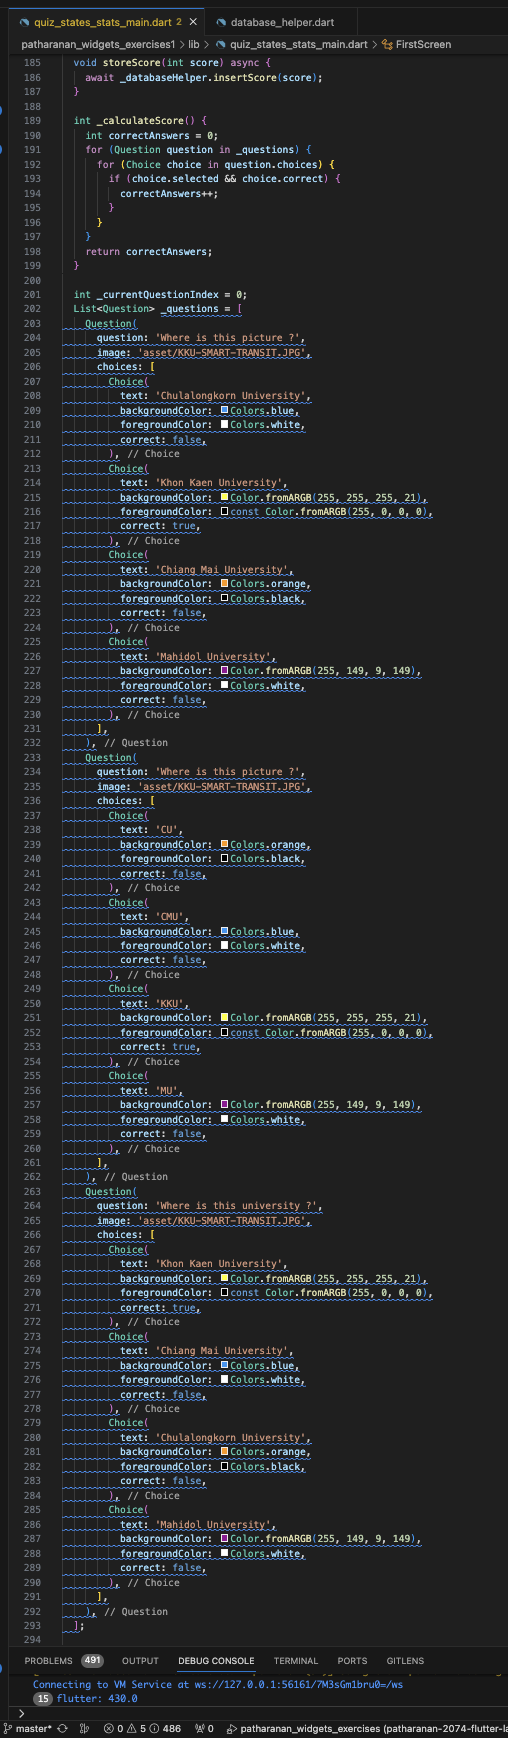 quiz_states_stats_main.dart 2
database_helper.dart
patharanan_widgets_exercises1 > lib > quiz_states_stats_main.dart > FirstScreen
185 void storeScore(int score) async {
186 await _databaseHelper.insertScore(score);
187 }
188
189 int _calculateScore() {
190 int correctAnswers = 0;
191 for (Question question in _questions) {
192 for (Choice choice in question.choices) {
193 if (choice.selected && choice.correct) {
194 correctAnswers++;
195 }
196 }
197 }
198 return correctAnswers;
199 }
200
201 int _currentQuestionIndex = 0;
202 List<Question> _questions = [
203 Question(
204 question: 'Where is this picture ?',
205 image: 'asset/KKU-SMART-TRANSIT.JPG',
206 choices: [
207 Choice(
208 text: 'Chulalongkorn University',
209 backgroundColor: Colors.blue,
210 foregroundColor: Colors.white,
211 correct: false,
212 ), // Choice
213 Choice(
214 text: 'Khon Kaen University',
215 backgroundColor: Color.fromARGB(255, 255, 255, 21),
216 foregroundColor: const Color.fromARGB(255, 0, 0, 0),
217 correct: true,
218 ), // Choice
219 Choice(
220 text: 'Chiang Mai University',
221 backgroundColor: Colors.orange,
222 foregroundColor: Colors.black,
223 correct: false,
224 ), // Choice
225 Choice(
226 text: 'Mahidol University',
227 backgroundColor: Color.fromARGB(255, 149, 9, 149),
228 foregroundColor: Colors.white,
229 correct: false,
230 ), // Choice
231 ],
232 ), // Question
233 Question(
234 question: 'Where is this picture ?',
235 image: 'asset/KKU-SMART-TRANSIT.JPG',
236 choices: [
237 Choice(
238 text: 'CU',
239 backgroundColor: Colors.orange,
240 foregroundColor: Colors.black,
241 correct: false,
242 ), // Choice
243 Choice(
244 text: 'CMU',
245 backgroundColor: Colors.blue,
246 foregroundColor: Colors.white,
247 correct: false,
248 ), // Choice
249 Choice(
250 text: 'KKU',
251 backgroundColor: Color.fromARGB(255, 255, 255, 21),
252 foregroundColor: const Color.fromARGB(255, 0, 0, 0),
253 correct: true,
254 ), // Choice
255 Choice(
256 text: 'MU',
257 backgroundColor: Color.fromARGB(255, 149, 9, 149),
258 foregroundColor: Colors.white,
259 correct: false,
260 ), // Choice
261 ],
262 ), // Question
263 Question(
264 question: 'Where is this university ?',
265 image: 'asset/KKU-SMART-TRANSIT.JPG',
266 choices: [
267 Choice(
268 text: 'Khon Kaen University',
269 backgroundColor: Color.fromARGB(255, 255, 255, 21),
270 foregroundColor: const Color.fromARGB(255, 0, 0, 0),
271 correct: true,
272 ), // Choice
273 Choice(
274 text: 'Chiang Mai University',
275 backgroundColor: Colors.blue,
276 foregroundColor: Colors.white,
277 correct: false,
278 ), // Choice
279 Choice(
280 text: 'Chulalongkorn University',
281 backgroundColor: Colors.orange,
282 foregroundColor: Colors.black,
283 correct: false,
284 ), // Choice
285 Choice(
286 text: 'Mahidol University',
287 backgroundColor: Color.fromARGB(255, 149, 9, 149),
288 foregroundColor: Colors.white,
289 correct: false,
290 ), // Choice
291 ],
292 ), // Question
293 ];
294
PROBLEMS 491 OUTPUT DEBUG CONSOLE TERMINAL PORTS GITLENS
Connecting to VM Service at ws://127.0.0.1:56161/7M3sGm1bru0=/ws
15 flutter: 430.0
>
master* 0 5 486 0 patharanan_widgets_exercises (patharanan-2074-flutter-la